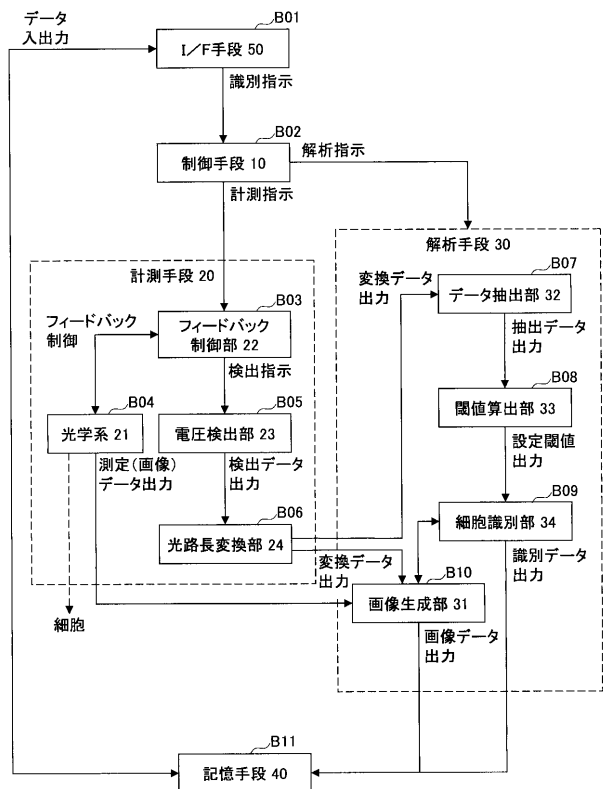 データ
入出力
B01
I/F手段 50
識別指示
B02
制御手段 10
解析指示
計測指示
解析手段 30
計測手段 20
B07
変換データ
出力
データ抽出部 32
B03
フィードバック
制御
フィードバック
制御部 22
抽出データ
出力
検出指示
B08
閾値算出部 33
B04
B05
光学系 21
電圧検出部 23
設定閾値
出力
測定(画像)
データ出力
検出データ
出力
B09
細胞識別部 34
B06
光路長変換部 24
識別データ
出力
変換データ
出力
B10
画像生成部 31
細胞
画像データ
出力
B11
記憶手段 40